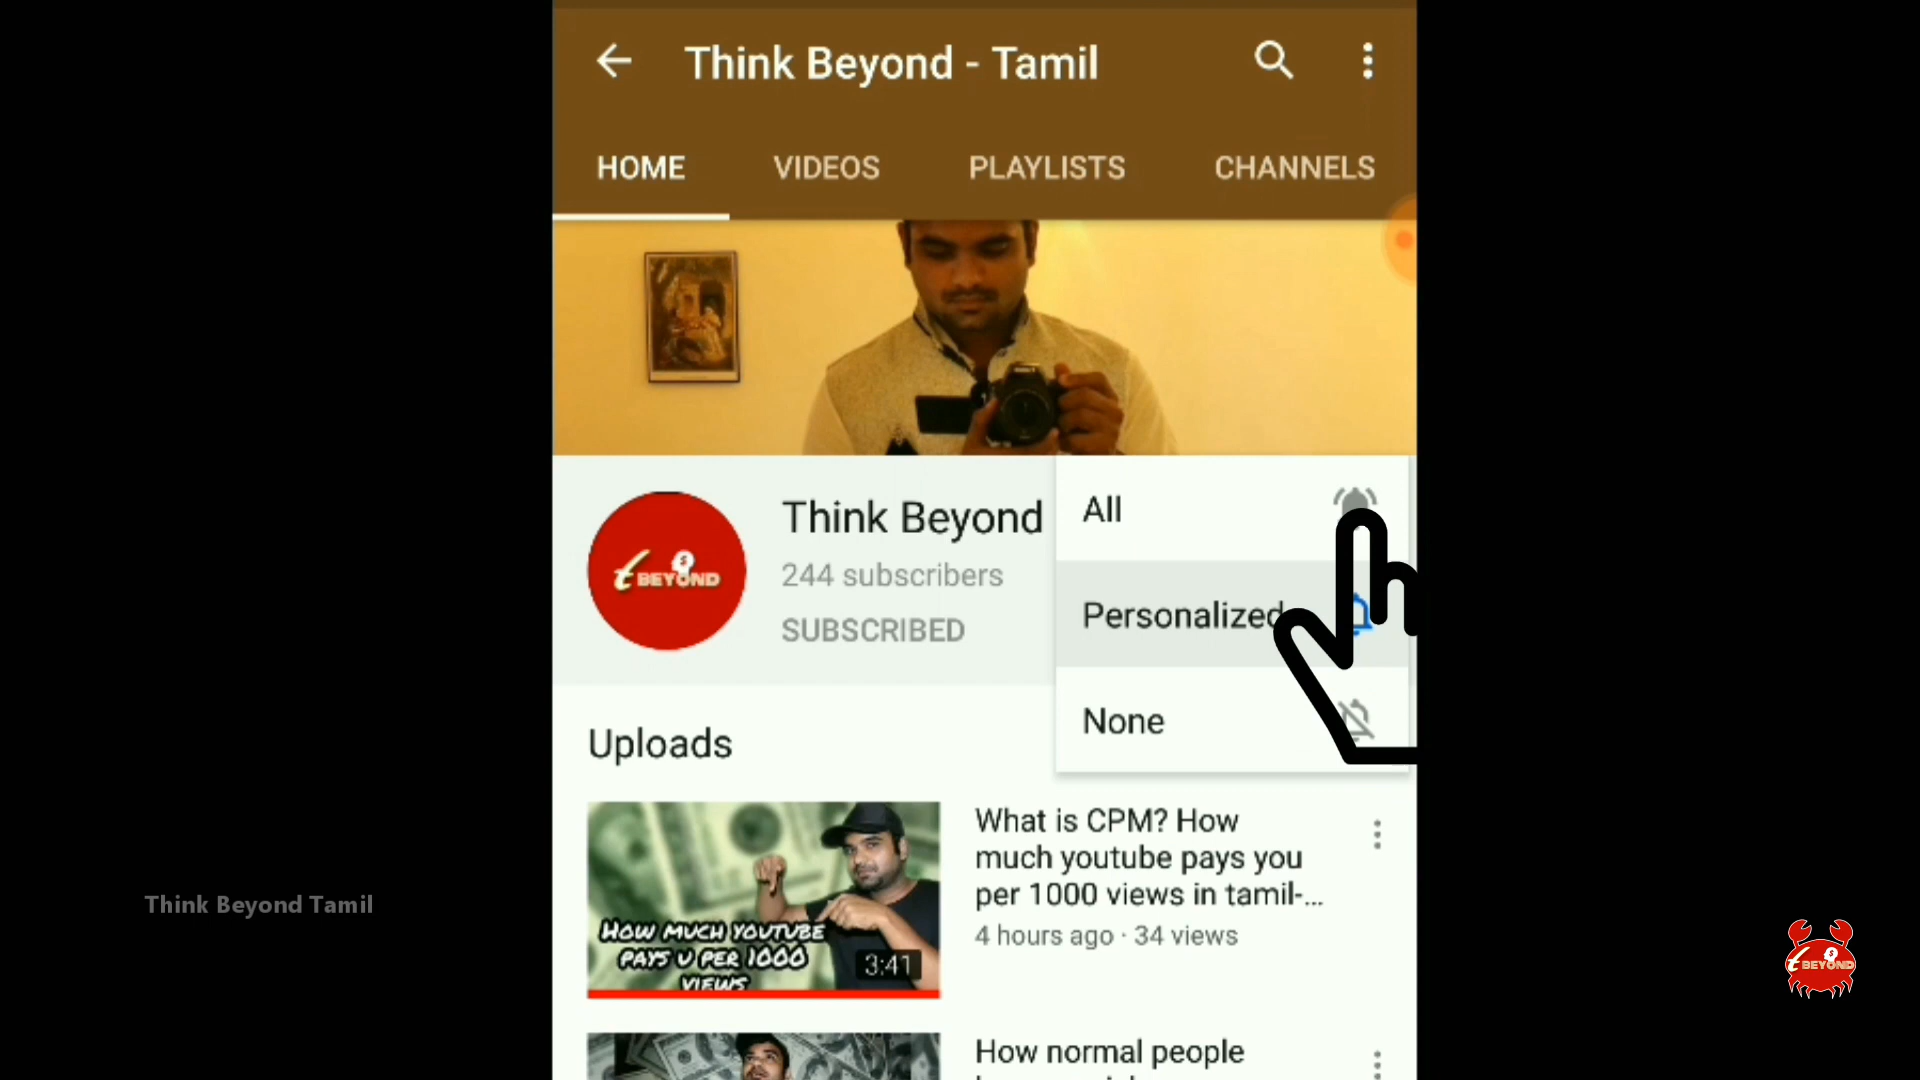 Think Beyond - Tamil
HOME
VIDEOS
PLAYLISTS
CHANNELS
Think Beyond
244 subscribers
SUBSCRIBED
t BEYOND
All
Personalized
None
Uploads
HOW MUCH YOUTUBE
PAYS U PER 1000
VIEWS
3:41
What is CPM? How
much youtube pays you
per 1000 views in tamil-...
4 hours ago · 34 views
How normal people
Think Beyond Tamil
t BEYOND